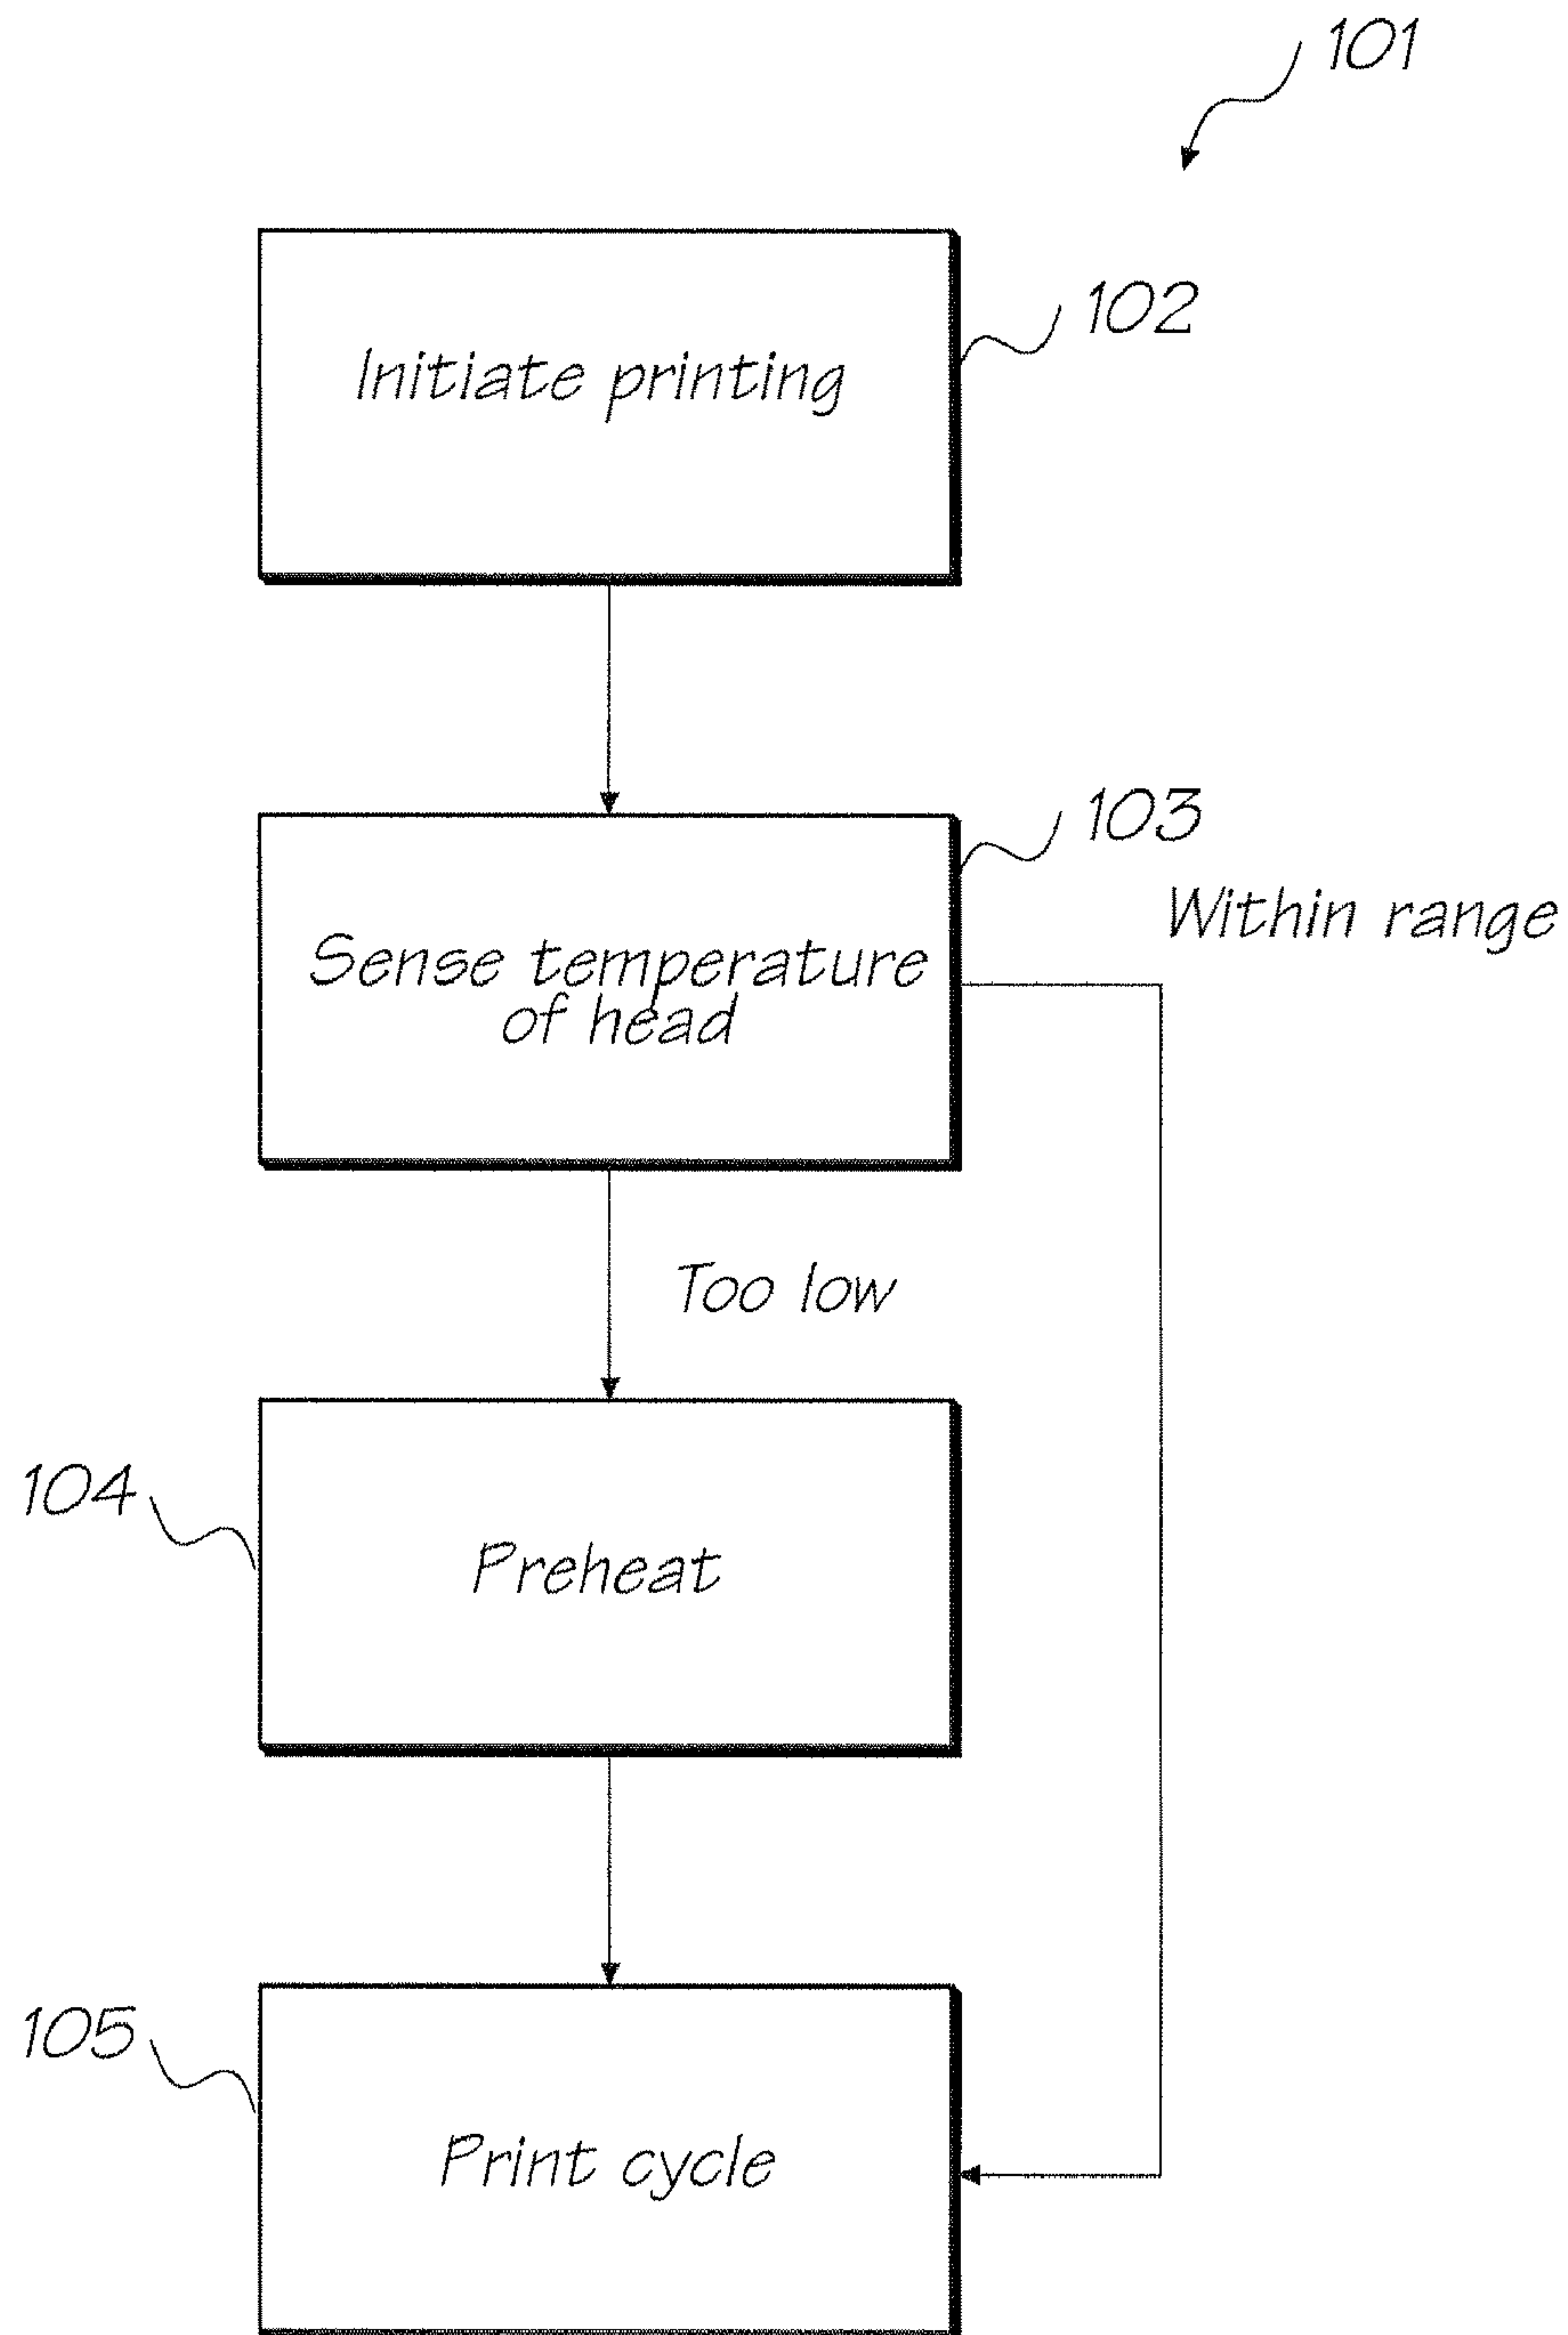 101
Initiate printing
102
103
Within range
Sense temperature
of head
Too low
104
Preheat
105
Print cycle